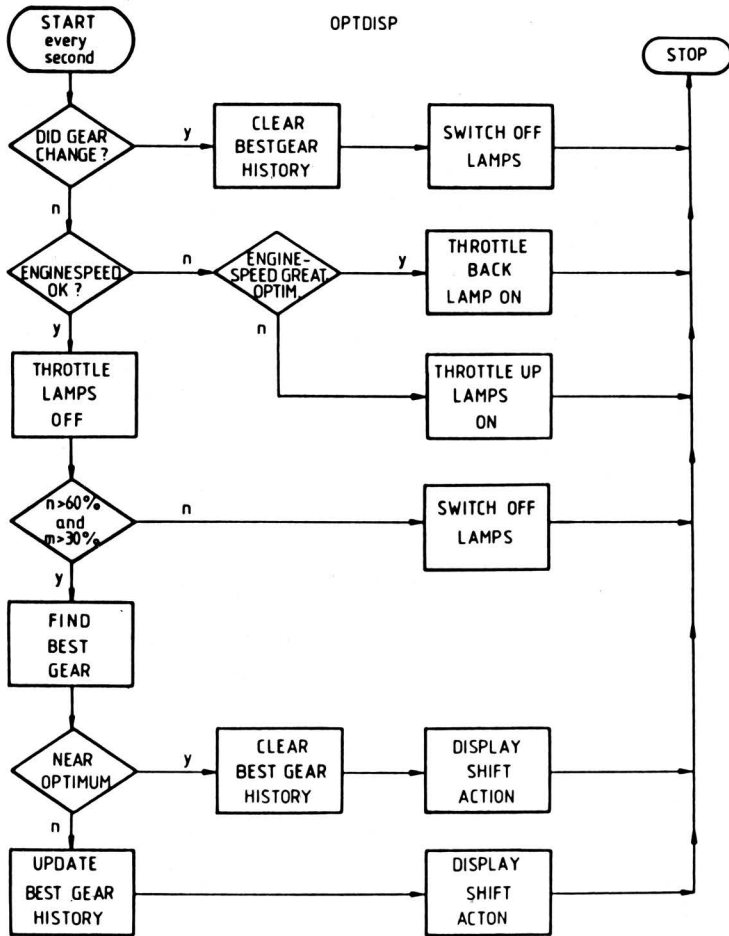 OPTDISP
START
every
second
STOP
DID GEAR
CHANGE?
y
CLEAR
BESTGEAR
HISTORY
SWITCH OFF
LAMPS
n
ENGINESPEED
OK?
n
ENGINE-
SPEED GREAT.
OPTIM.
y
THROTTLE
BACK
LAMP ON
y
n
THROTTLE
LAMPS
OFF
THROTTLE UP
LAMPS
ON
n>60%
and
m>30%
n
SWITCH OFF
LAMPS
y
FIND
BEST
GEAR
NEAR
OPTIMUM
y
CLEAR
BEST GEAR
HISTORY
DISPLAY
SHIFT
ACTION
n
UPDATE
BEST GEAR
HISTORY
DISPLAY
SHIFT
ACTON